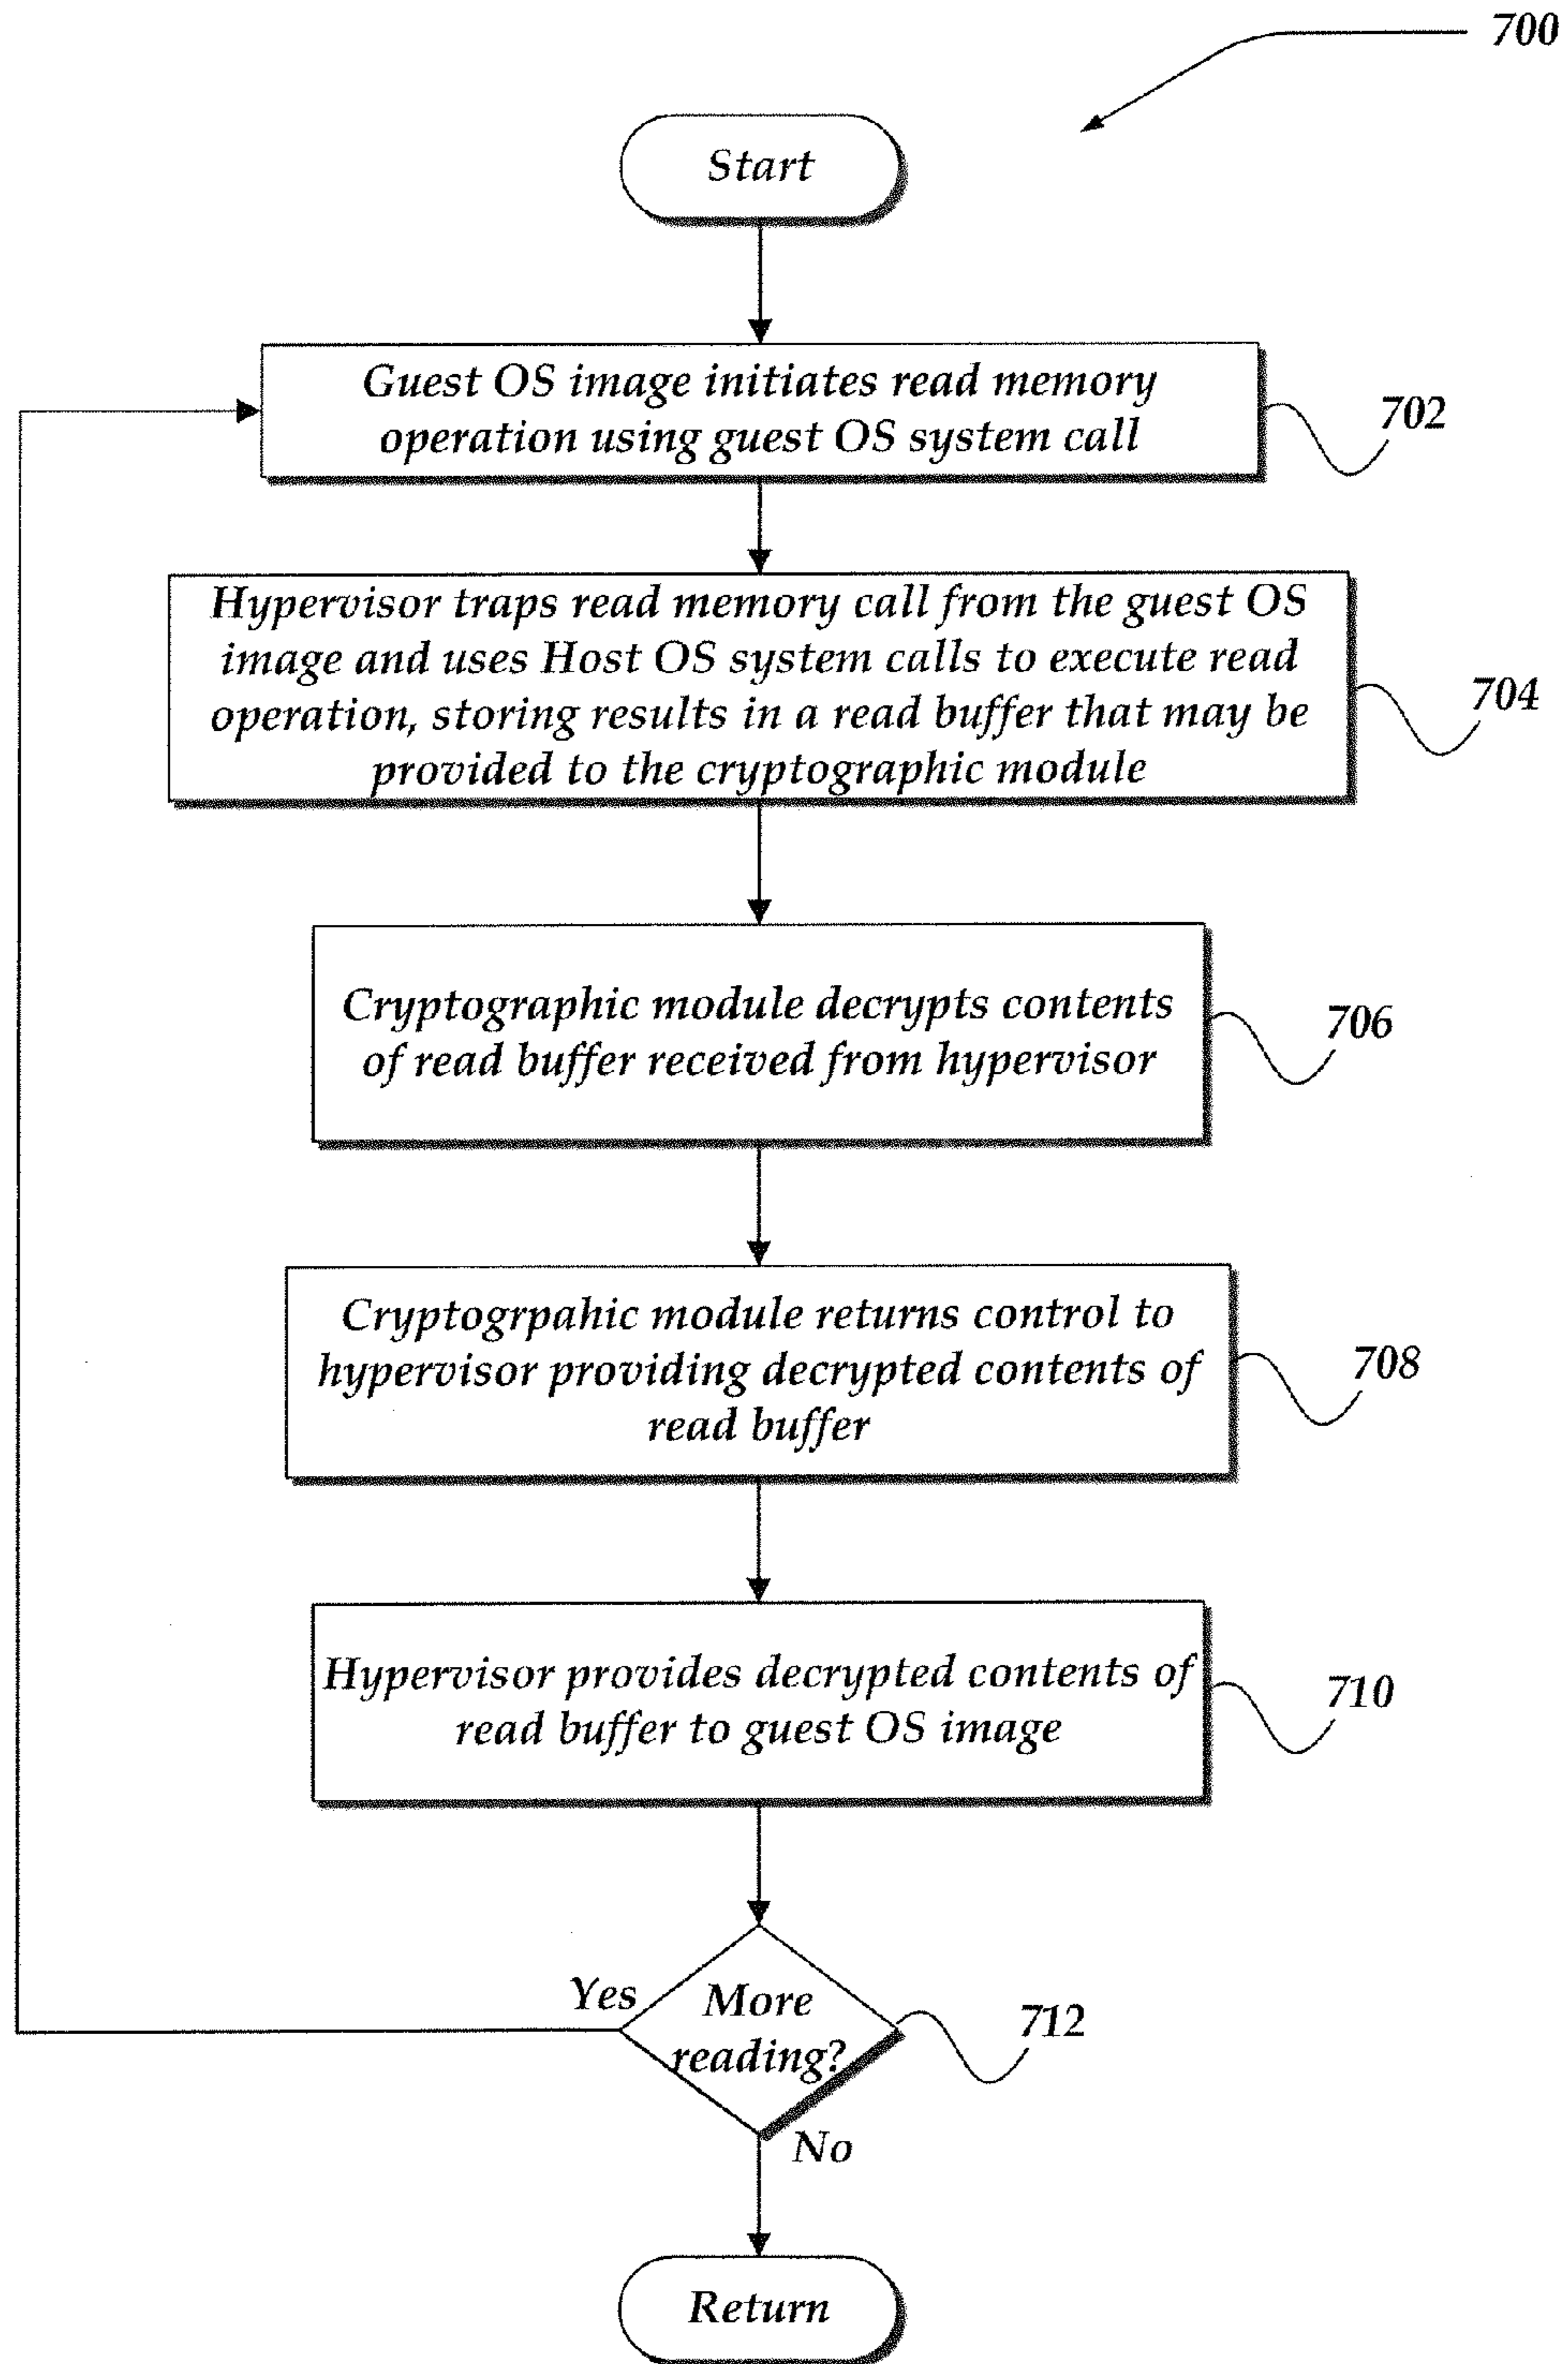 700
Start
Guest OS image initiates read memory
operation using guest OS system call
702
Hypervisor traps read memory call from the guest OS
image and uses Host OS system calls to execute read
operation, storing results in a read buffer that may be
provided to the cryptographic module
704
Cryptographic module decrypts contents
of read buffer received from hypervisor
706
Cryptogrpahic module returns control to
hypervisor providing decrypted contents of
read buffer
708
Hypervisor provides decrypted contents of
read buffer to guest OS image
710
Yes
More
reading?
712
No
Return